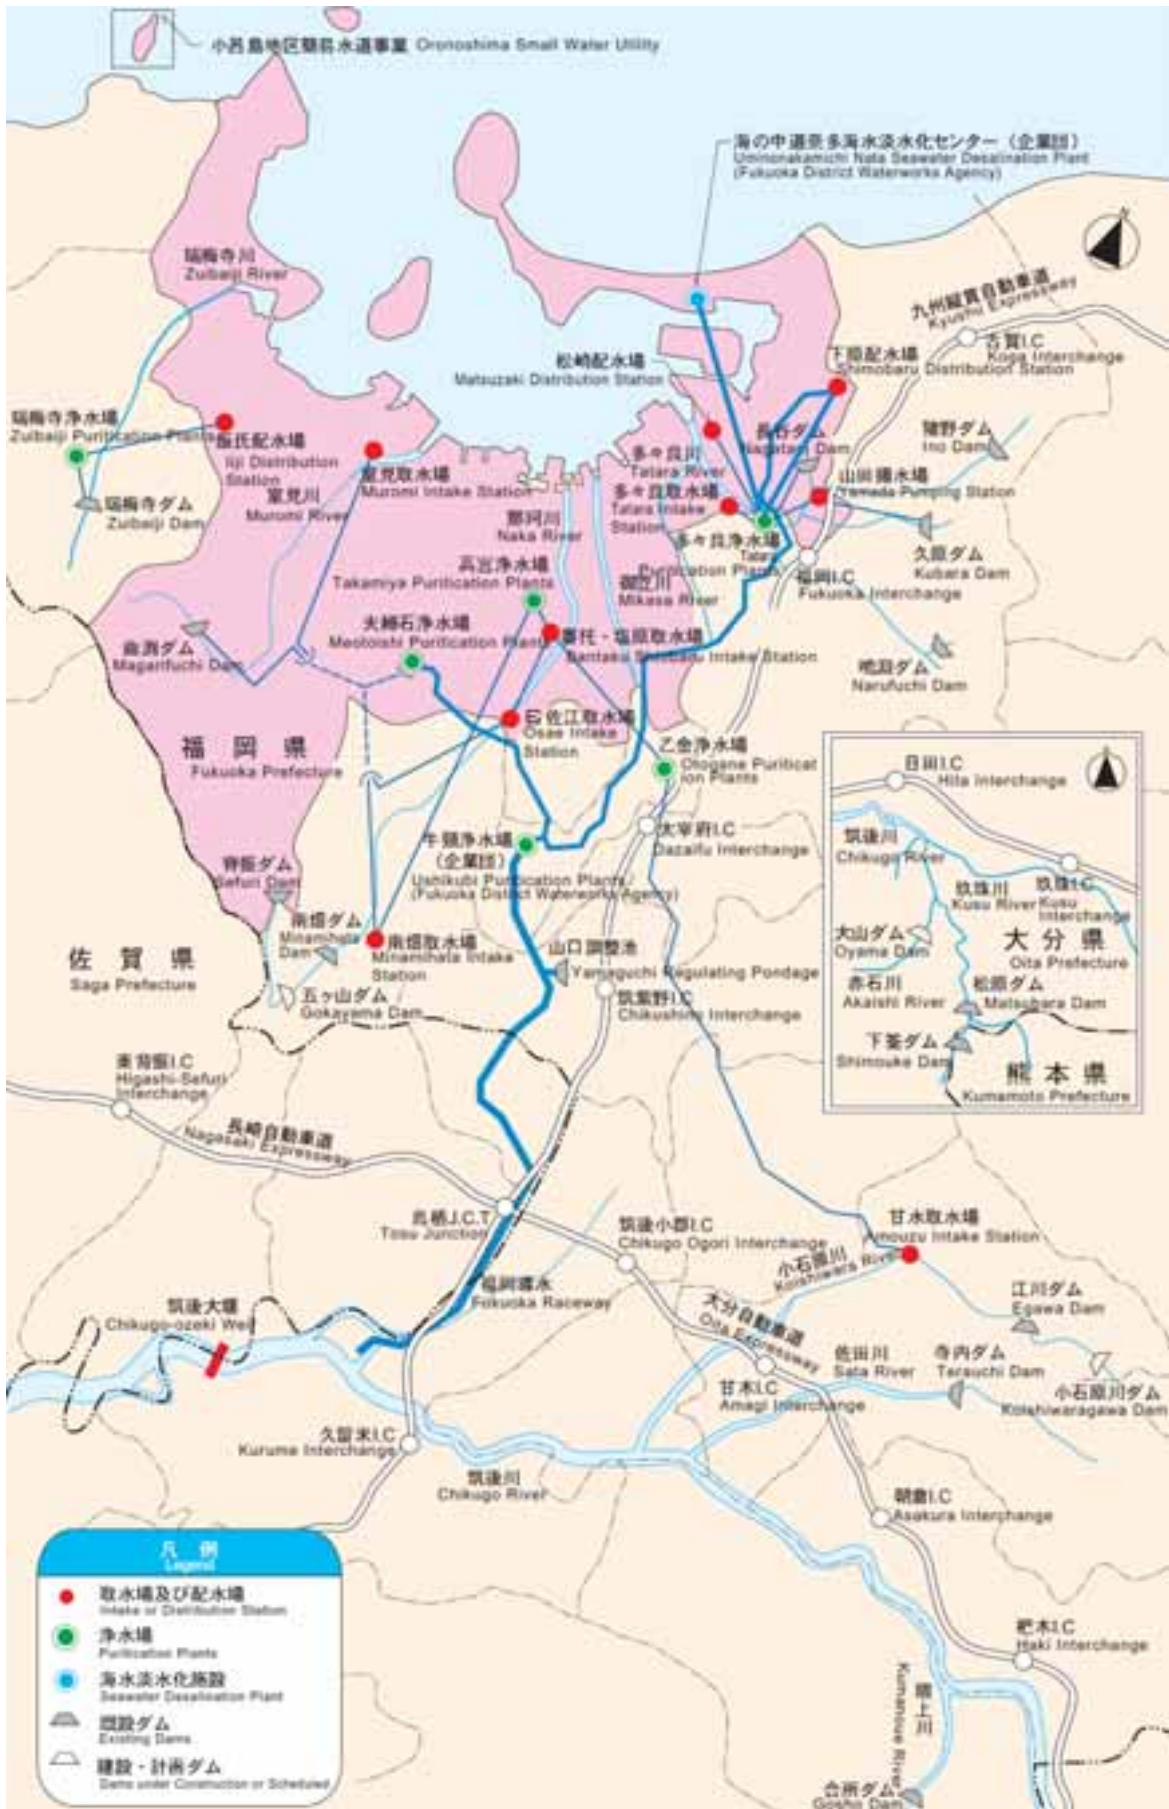 小呂島地区簡易水道事業 Oronoshima Small Water Utility
海の中道奈多海水淡水化センター(企業団)
Uminonakamichi Nata Seawater Desalination Plant
(Fukuoka District Waterworks Agency)
瑞梅寺川
Zuibaiji River
九州縦貫自動車道
Kyushu Expressway
古賀I.C
Koga Interchange
松崎配水場
Matsuzaki Distribution Station
下原配水場
Shimobaru Distribution Station
瑞梅寺浄水場
Zuibaiji Purification Plants
飯氏配水場
Iiji Distribution
Station
室見取水場
Muromi Intake Station
室見川
Muromi River
瑞梅寺ダム
Zuibaiji Dam
長谷ダム
Nagatani Dam
猪野ダム
Ino Dam
多々良川
Tatara River
山田揚水場
Yamada Pumping Station
多々良取水場
Tatara Intake
Station
那珂川
Naka River
多々良浄水場
Tatara
Purification Plants
久原ダム
Kubara Dam
福岡I.C
Fukuoka Interchange
高宮浄水場
Takamiya Purification Plants
御笠川
Mikasa River
夫婦石浄水場
Meotoishi Purification Plants
番托・塩原取水場
Bantaku Shiobaru Intake Station
曲渕ダム
Magarifuchi Dam
鳴淵ダム
Narufuchi Dam
曰佐江取水場
Osae Intake
Station
福岡県
Fukuoka Prefecture
乙金浄水場
Otogane Purificat
ion Plants
牛頸浄水場
(企業団)
Ushikubi Purification Plants
(Fukuoka District Waterworks Agency)
太宰府I.C
Dazaifu Interchange
脊振ダム
Sefuri Dam
南畑ダム
Minamihata
Dam
南畑取水場
Minamihata Intake
Station
佐賀県
Saga Prefecture
五ヶ山ダム
Gokayama Dam
山口調整池
Yamaguchi Regulating Pondage
筑紫野I.C
Chikushino Interchange
日田I.C
Hita Interchange
筑後川
Chikugo River
玖珠川
Kusu River
玖珠I.C
Kusu
Interchange
大山ダム
Oyama Dam
大分県
Oita Prefecture
赤石川
Akaishi River
松原ダム
Matsubara Dam
下筌ダム
Shimouke Dam
熊本県
Kumamoto Prefecture
東背振I.C
Higashi-Sefuri
Interchange
長崎自動車道
Nagasaki Expressway
鳥栖J.C.T
Tosu Junction
筑後小郡I.C
Chikugo Ogori Interchange
甘水取水場
Amouzu Intake Station
小石原川
Koishiwara River
福岡導水
Fukuoka Raceway
江川ダム
Egawa Dam
筑後大堰
Chikugo-ozeki Weir
大分自動車道
Oita Expressway
佐田川
Sata River
寺内ダム
Terauchi Dam
小石原川ダム
Koishiwaragawa Dam
甘木I.C
Amagi Interchange
久留米I.C
Kurume Interchange
筑後川
Chikugo River
朝倉I.C
Asakura Interchange
杷木I.C
Haki Interchange
隈上川
Kumanoue River
合所ダム
Gosho Dam
凡例
Legend
取水場及び配水場
Intake or Distribution Station
浄水場
Purification Plants
海水淡水化施設
Seawater Desalination Plant
既設ダム
Existing Dams
建設・計画ダム
Dams under Construction or Scheduled